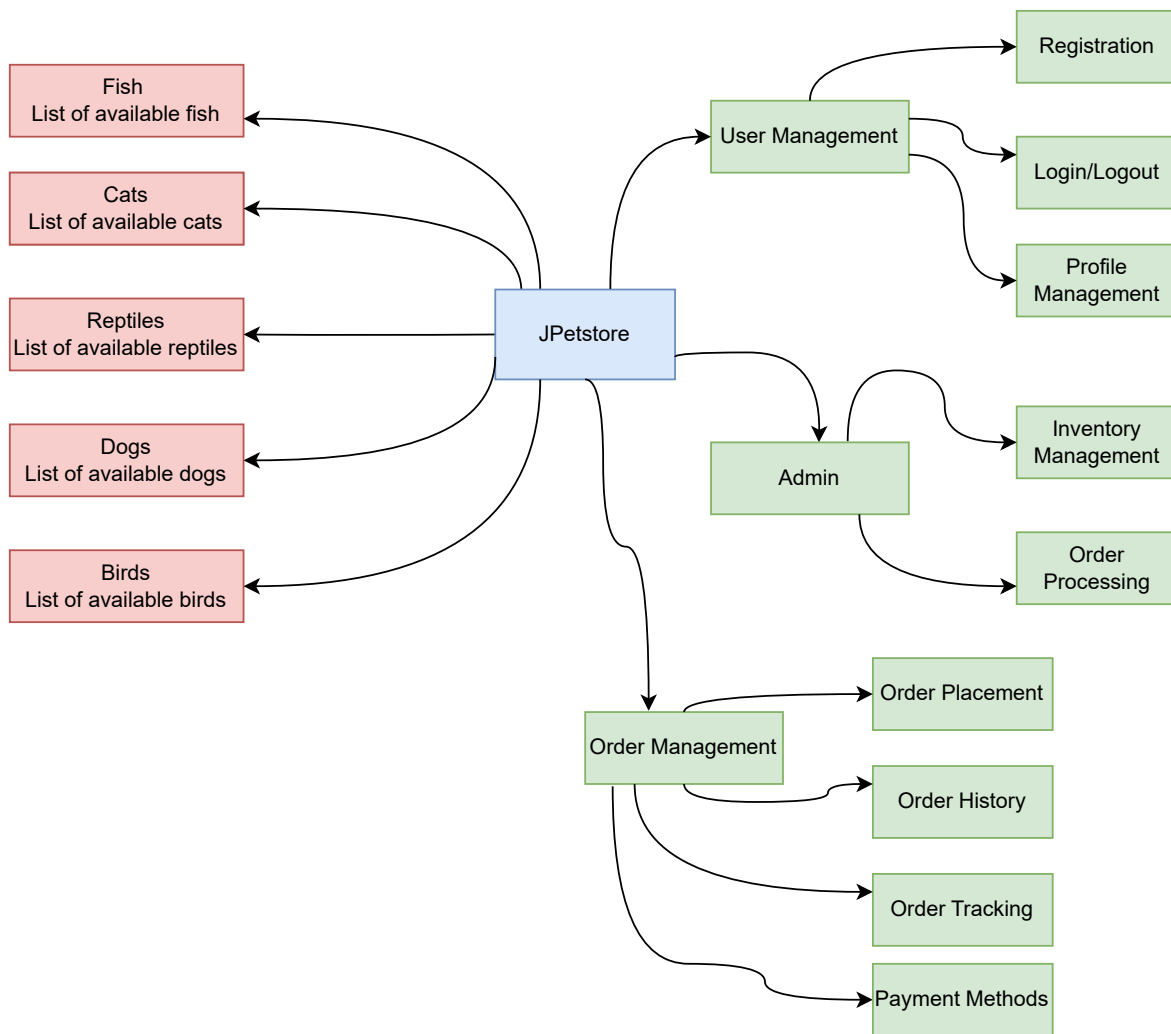 Fish
List of available fish
Cats
List of available cats
Reptiles
List of available reptiles
Dogs
List of available dogs
Birds
List of available birds
JPetstore
User Management
Registration
Login/Logout
Profile
Management
Admin
Inventory
Management
Order
Processing
Order Management
Order Placement
Order History
Order Tracking
Payment Methods